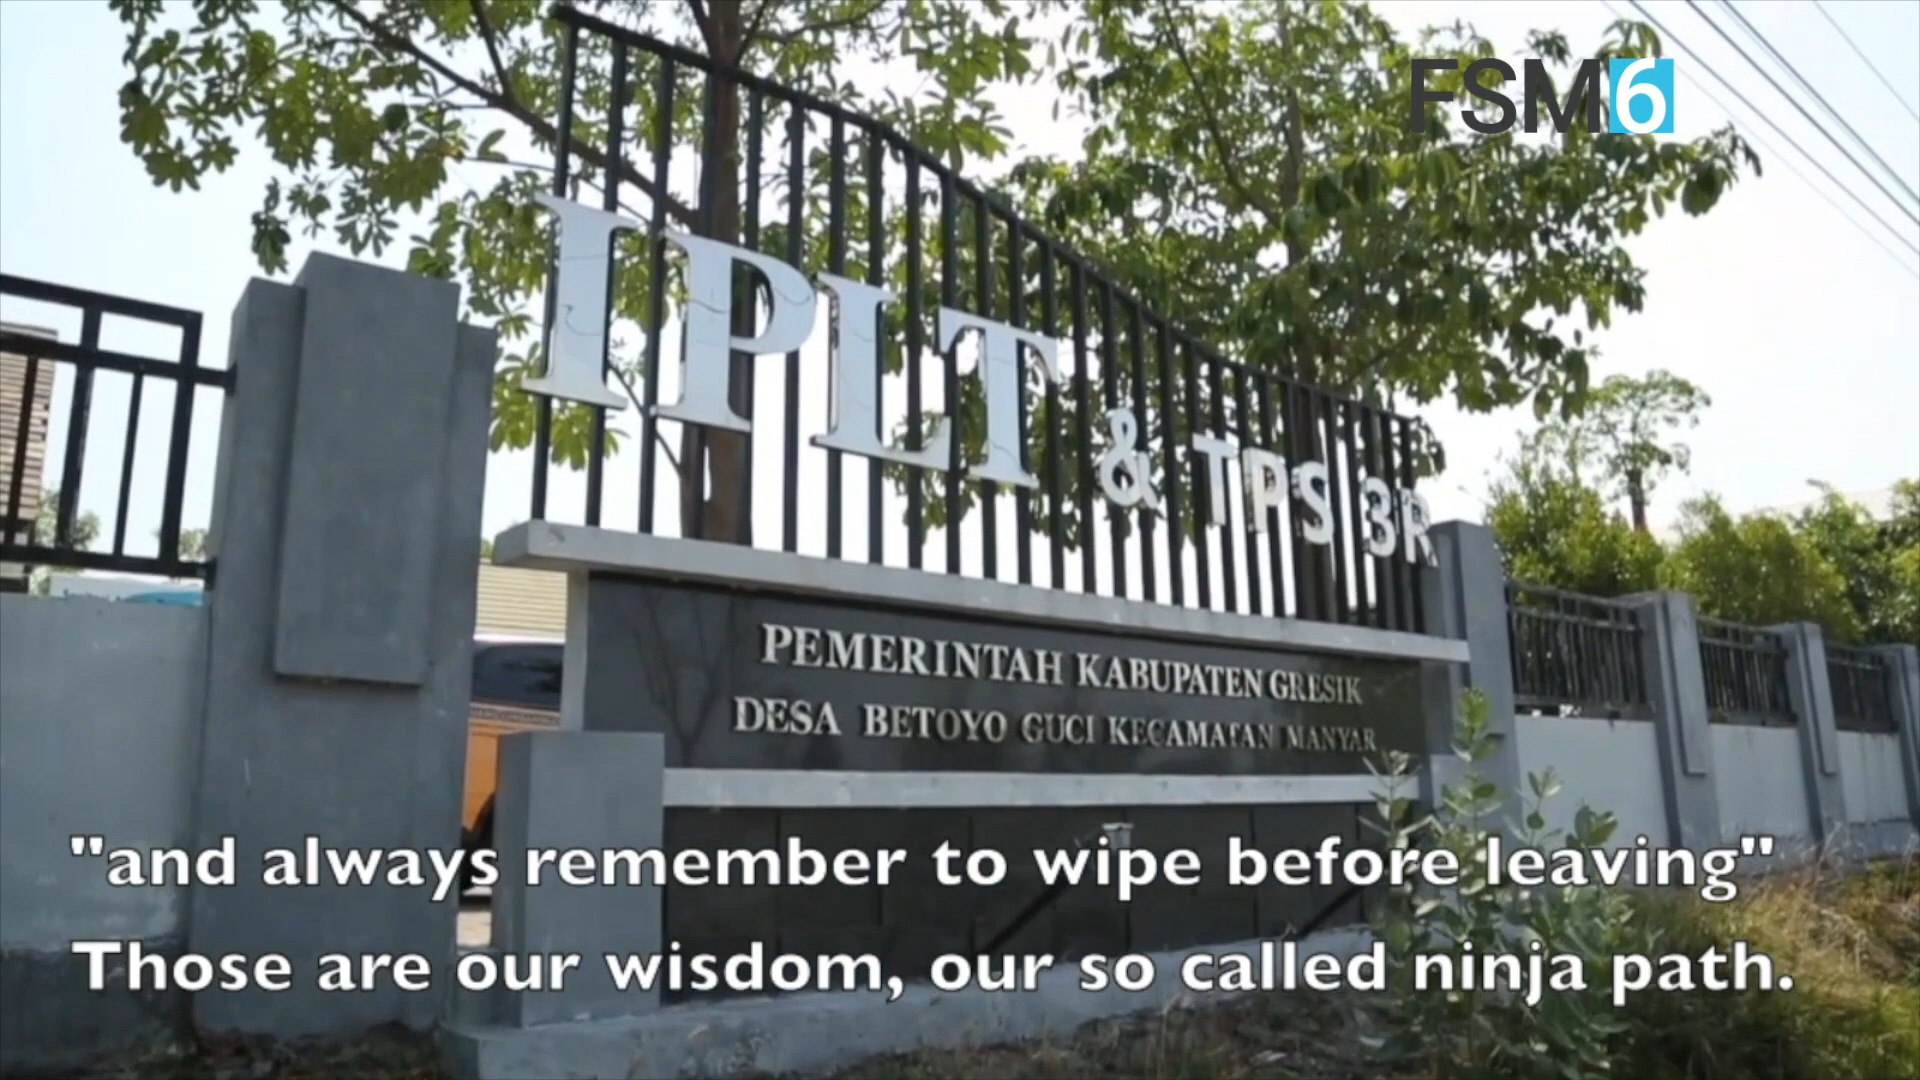 FSM6
IPLT & TPS 3R
PEMERINTAH KABUPATEN GRESIK
DESA BETOYO GUCI KECAMATAN MANYAR
"and always remember to wipe before leaving"
Those are our wisdom, our so called ninja path.